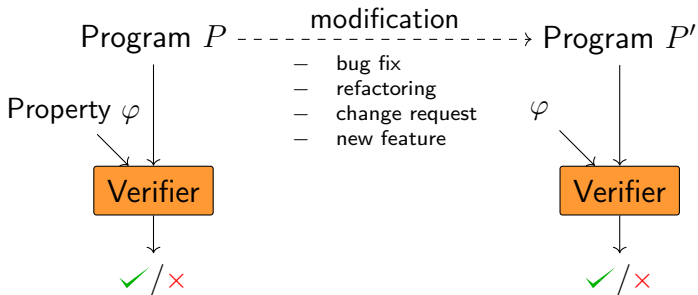 modification
Program P
Program P′
– bug fix
– refactoring
– change request
– new feature
Property φ
φ
Verifier
Verifier
✓/×
✓/×